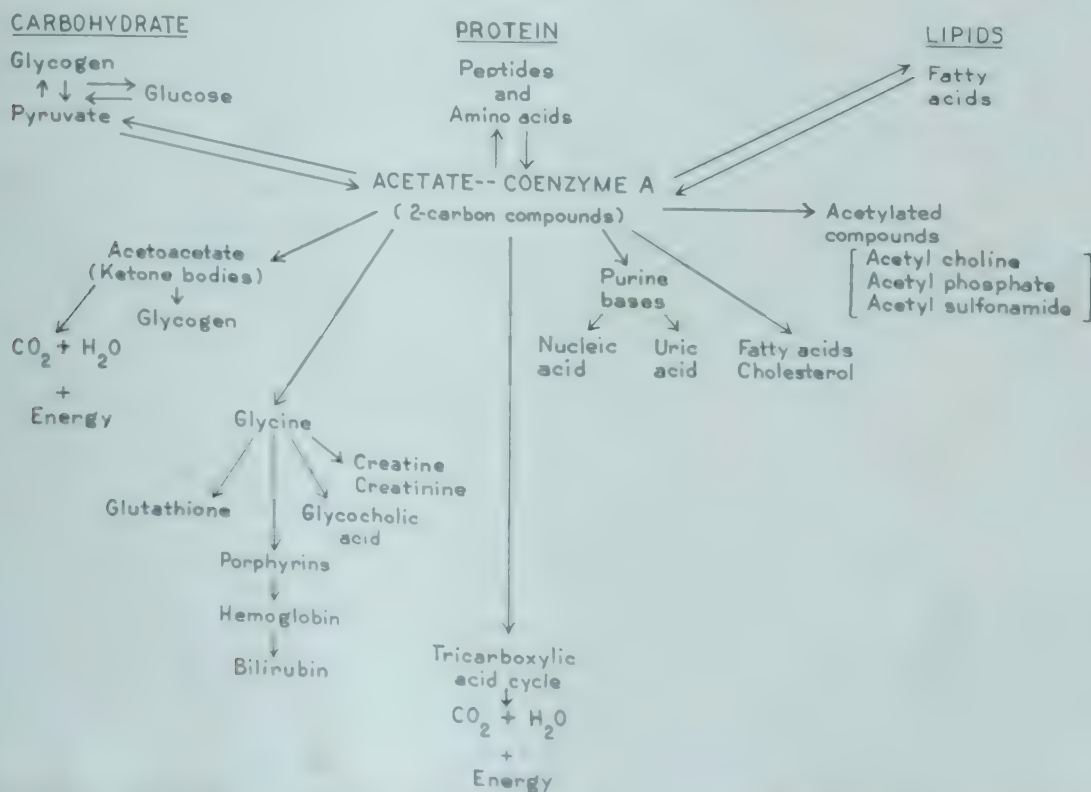 CARBOHYDRATE
Glycogen
Glucose
Pyruvate
PROTEIN
Peptides
and
Amino acids
LIPIDS
Fatty
acids
ACETATE-- COENZYME A
(2-carbon compounds)
Acetoacetate
(Ketone bodies)
Glycogen
CO2 + H2O
+
Energy
Glycine
Glutathione
Creatine
Creatinine
Glycocholic
acid
Porphyrins
Hemoglobin
Bilirubin
Tricarboxylic
acid cycle
CO2 + H2O
+
Energy
Purine
bases
Nucleic
acid
Uric
acid
Fatty acids
Cholesterol
Acetylated
compounds
Acetyl choline
Acetyl phosphate
Acetyl sulfonamide